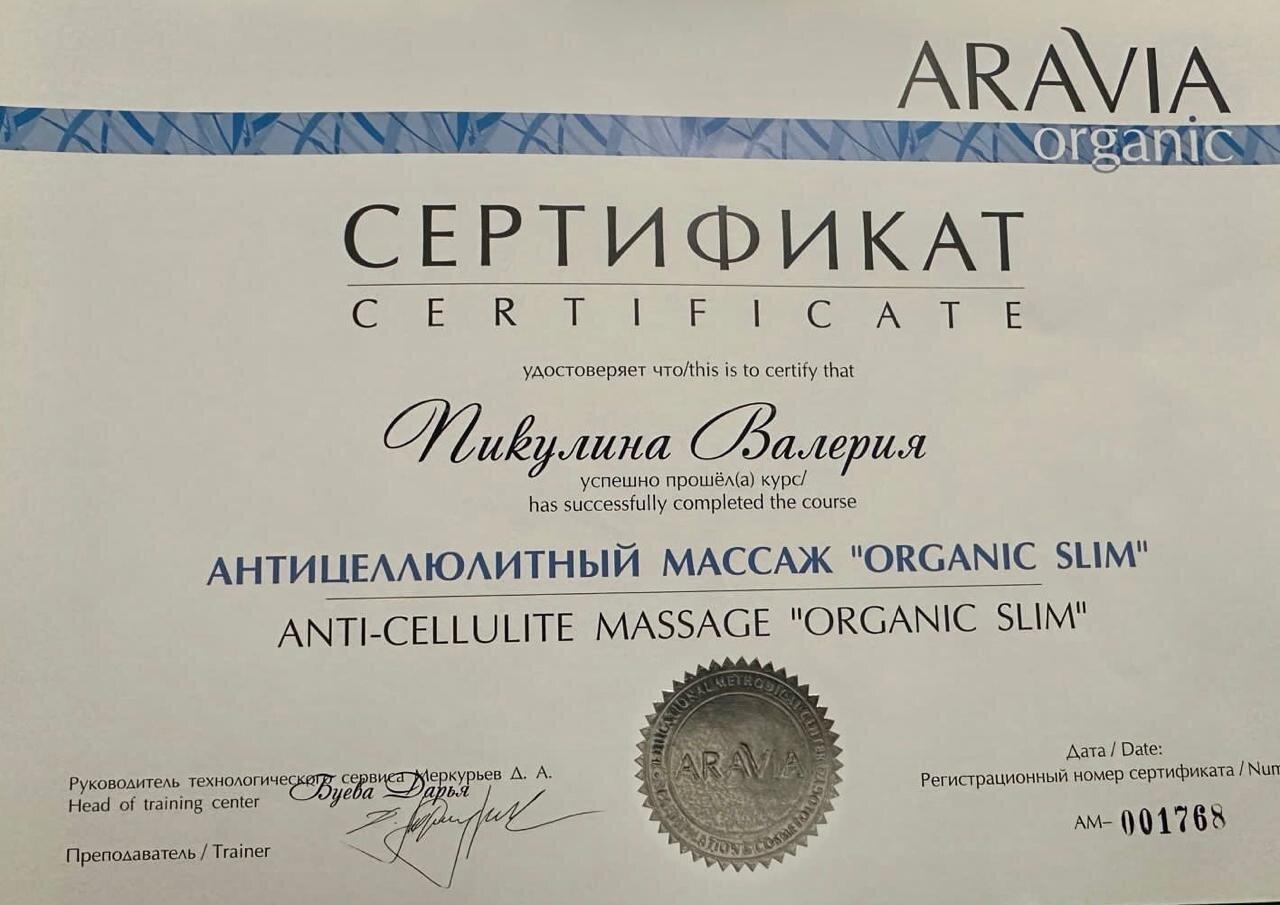 ARAVIA
organic
СЕРТИФИКАТ
CERTIFICATE
удостоверяет что/this is to certify that
Пикулина Валерия
успешно прошёл(а) курс/
has successfully completed the course
АНТИЦЕЛЛЮЛИТНЫЙ МАССАЖ "ORGANIC SLIM"
ANTI-CELLULITE MASSAGE "ORGANIC SLIM"
Руководитель технологического сервиса Меркурьев Д. А.
Head of training center
Вуева Дарья
Преподаватель / Trainer
ARAVIA
Дата / Date:
Регистрационный номер сертификата / Num
АМ– 001768